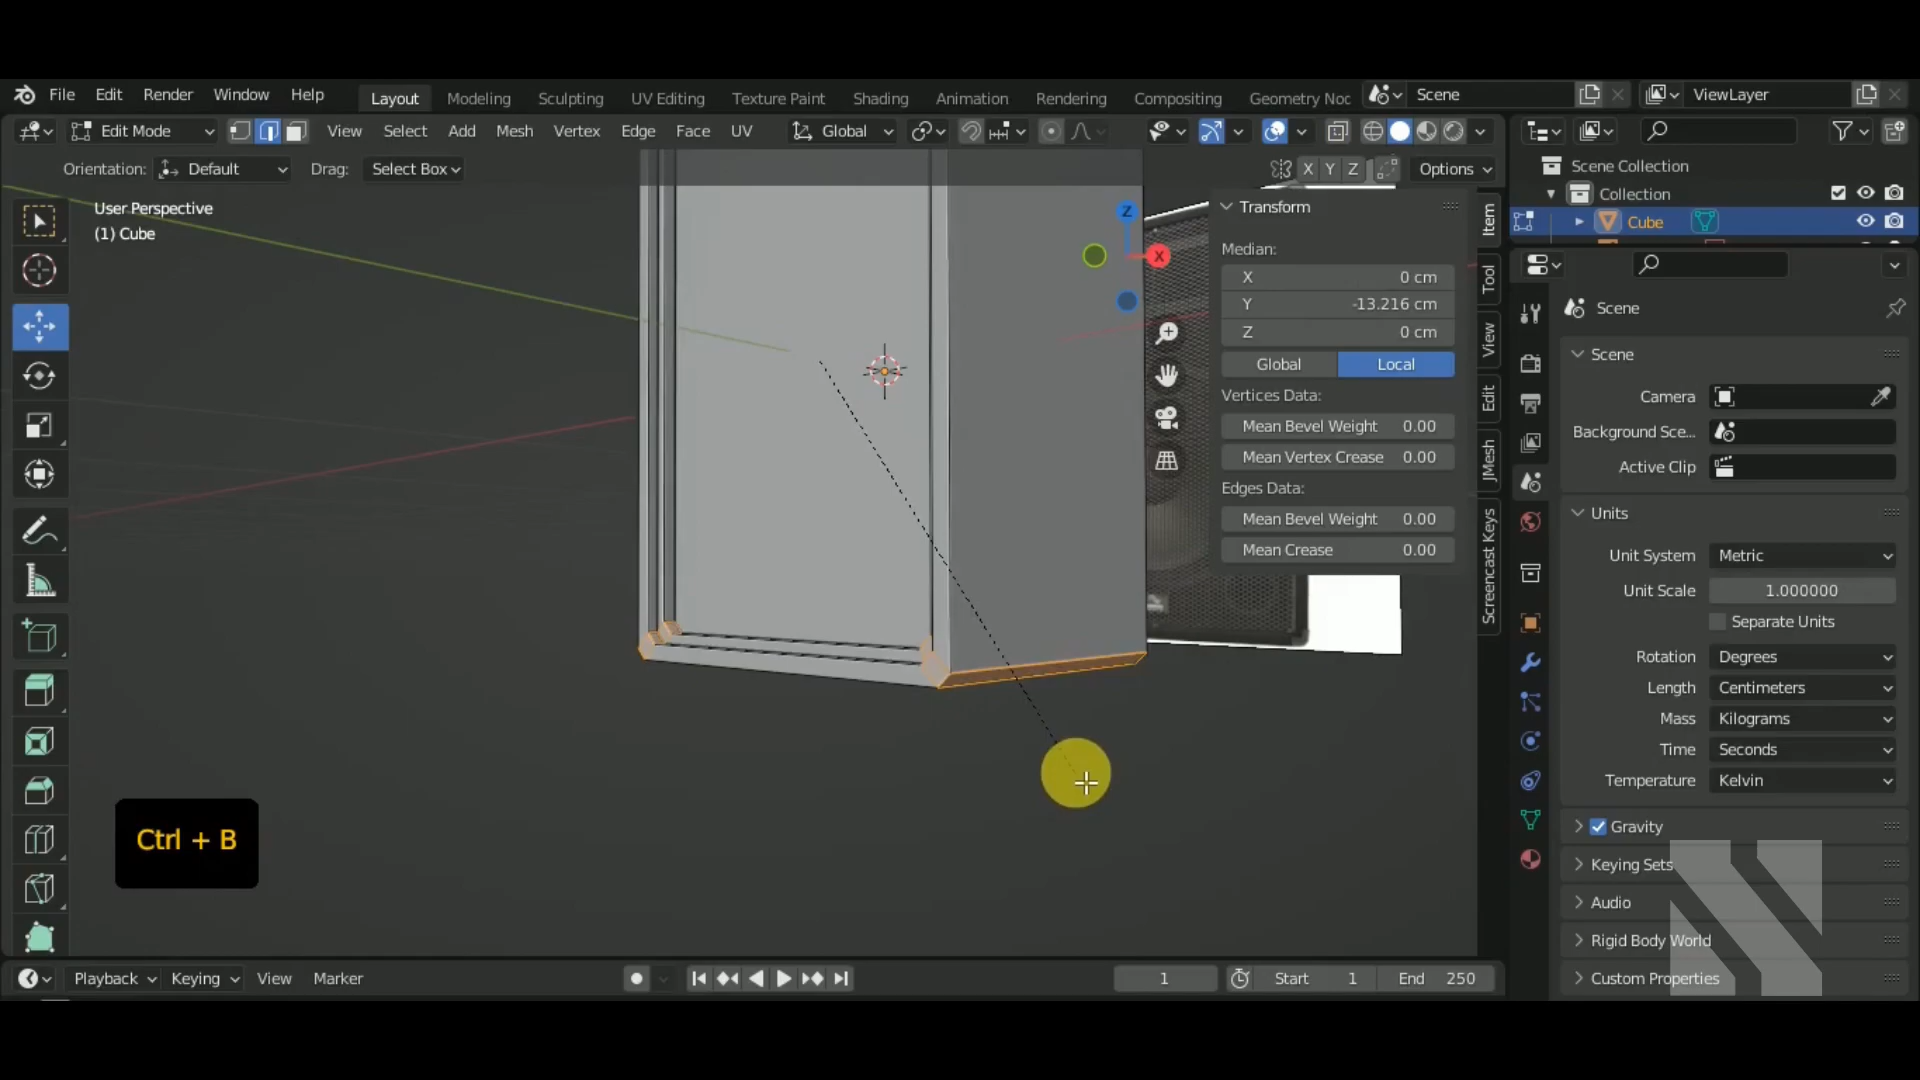 File Edit Render Window Help Layout Modeling Sculpting UV Editing Texture Paint Shading Animation Rendering Compositing Geometry Noc Scene ViewLayer
Edit Mode View Select Add Mesh Vertex Edge Face UV Global
Orientation: Default Drag: Select Box X Y Z Options
User Perspective
(1) Cube
Z
X
Transform
Median:
X 0 cm
Y -13.216 cm
Z 0 cm
Global Local
Vertices Data:
Mean Bevel Weight 0.00
Mean Vertex Crease 0.00
Edges Data:
Mean Bevel Weight 0.00
Mean Crease 0.00
Item
Tool
View
Edit
JMesh
Screencast Keys
Scene Collection
Collection
Cube
Scene
Scene
Camera
Background Sce...
Active Clip
Units
Unit System Metric
Unit Scale 1.000000
Separate Units
Rotation Degrees
Length Centimeters
Mass Kilograms
Time Seconds
Temperature Kelvin
Gravity
Keying Sets
Audio
Rigid Body World
Custom Properties
Ctrl + B
Playback Keying View Marker 1 Start 1 End 250